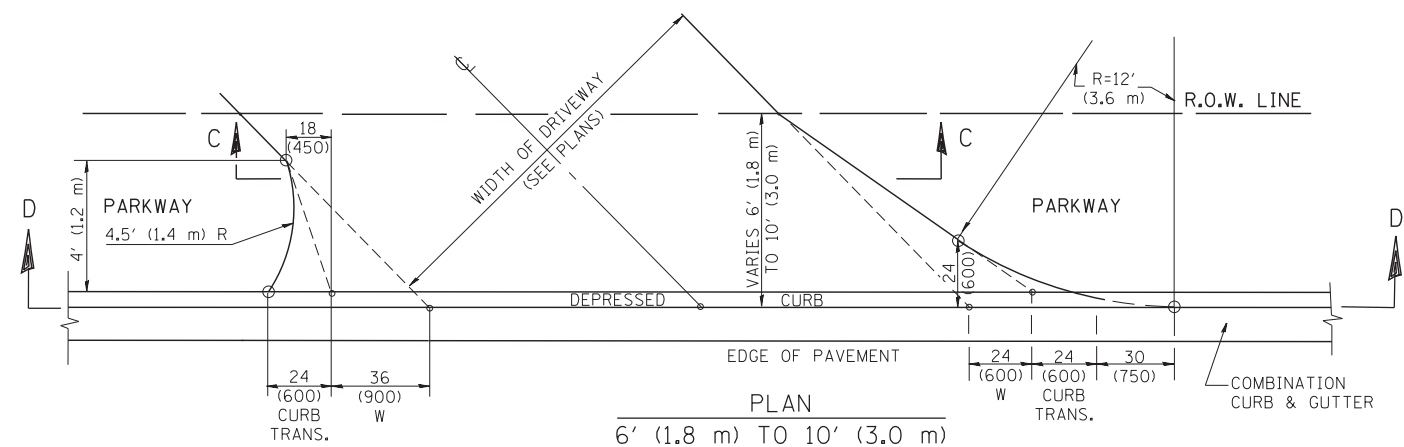 R=12'
(3.6 m)
R.O.W. LINE
℄
WIDTH OF DRIVEWAY
(SEE PLANS)
C
18
(450)
C
VARIES 6' (1.8 m)
TO 10' (3.0 m)
D
4' (1.2 m)
PARKWAY
4.5' (1.4 m) R
PARKWAY
D
24
(600)
DEPRESSED CURB
EDGE OF PAVEMENT
24
(600)
CURB
TRANS.
36
(900)
W
24
(600)
W
24
(600)
CURB
TRANS.
30
(750)
COMBINATION
CURB & GUTTER
PLAN
6' (1.8 m) TO 10' (3.0 m)